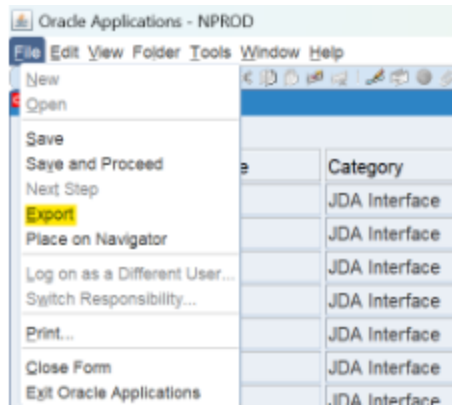 Oracle Applications - NPROD
File Edit View Folder Tools Window Help
New
Open
Save
Save and Proceed
e Category
Next Step
JDA Interface
Export
JDA Interface
Place on Navigator
JDA Interface
Log on as a Different User...
Switch Responsibility...
JDA Interface
Print...
JDA Interface
Close Form
JDA Interface
Exit Oracle Applications
JDA Interface